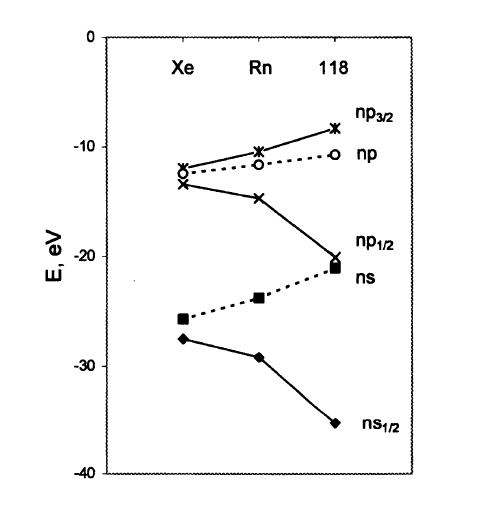 0
Xe Rn 118
np3/2
-10
np
np1/2
-20
ns
E, eV
-30
ns1/2
-40